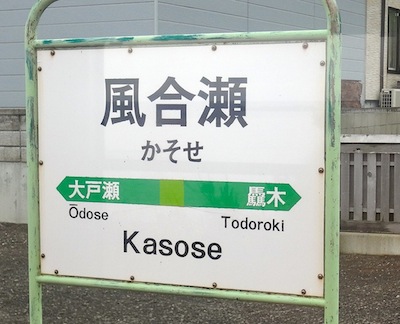 風合瀬
かそせ
大戸瀬 驫木
Ōdose Todoroki
Kasose